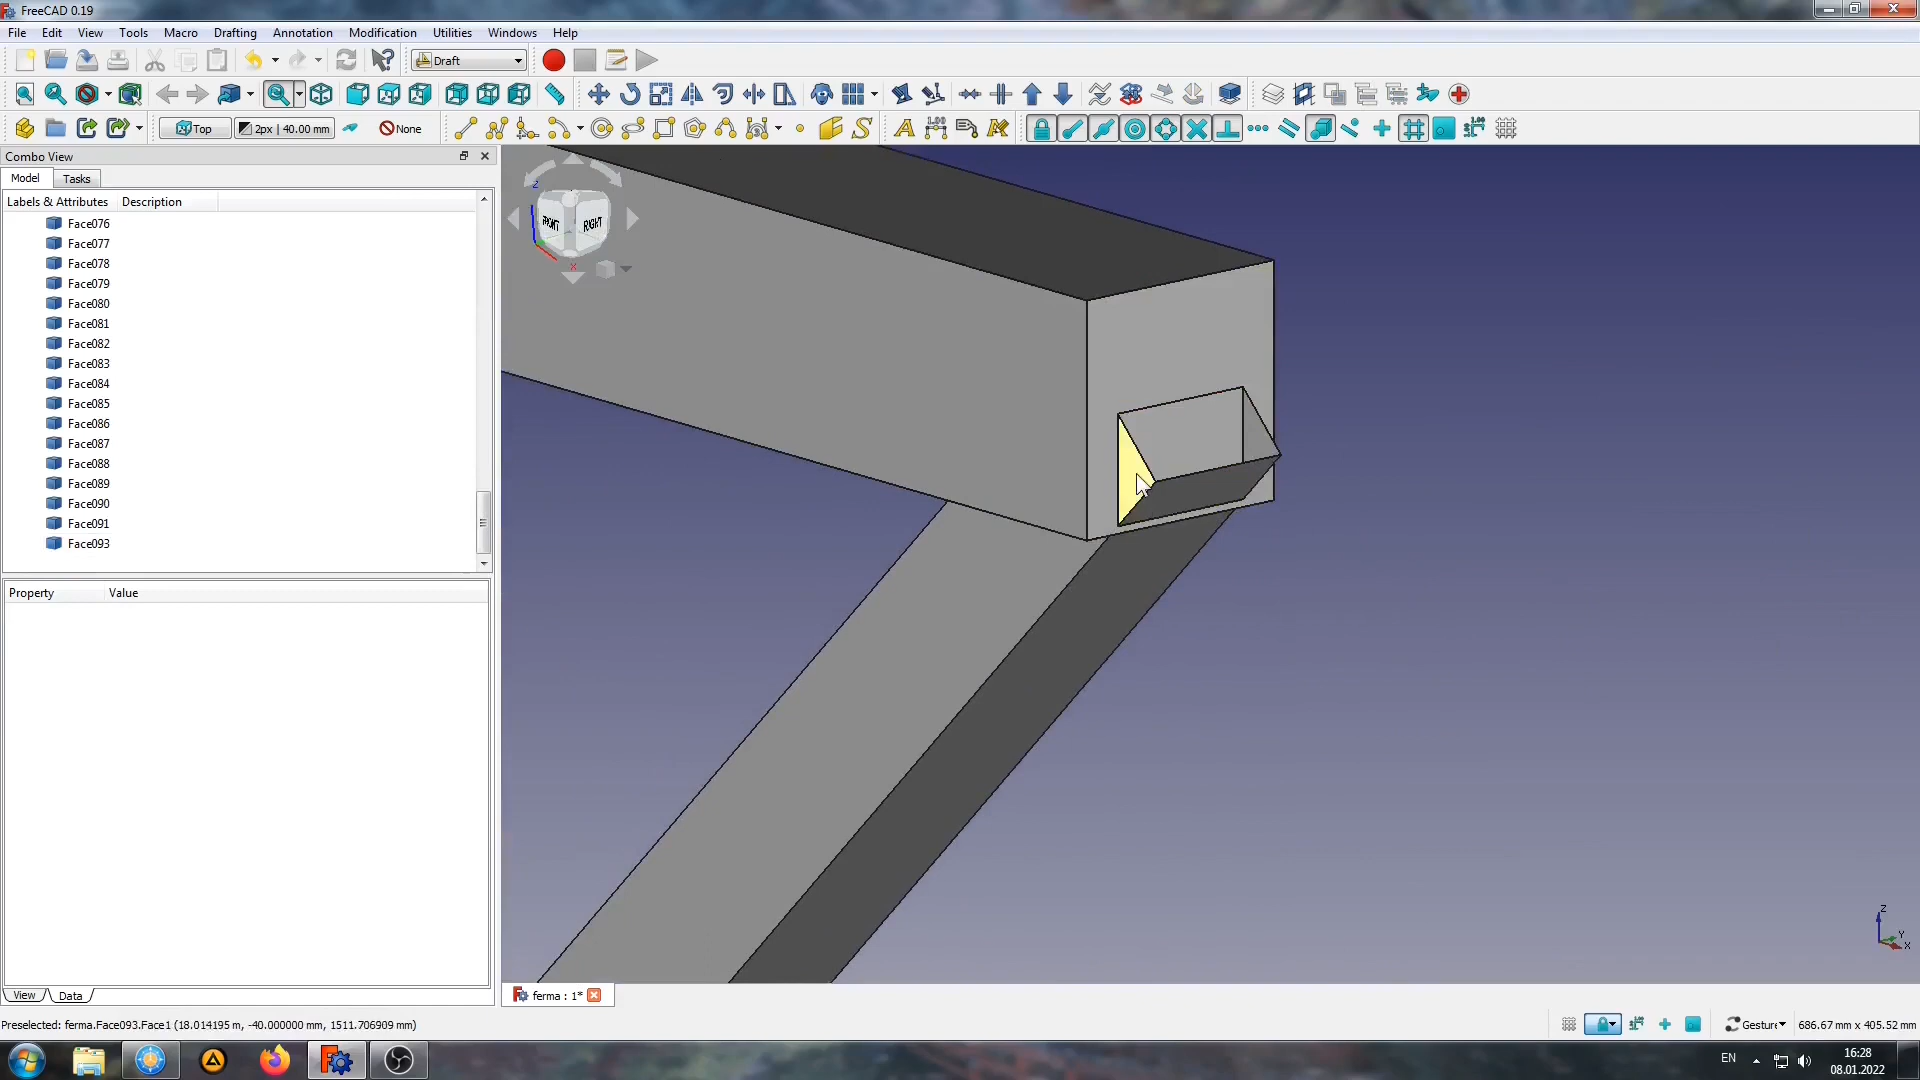 FreeCAD 0.19
File Edit View Tools Macro Drafting Annotation Modification Utilities Windows Help
Draft
Top 2px | 40.00 mm None
Combo View
Model Tasks
Labels & Attributes Description
Face076
Face077
Face078
Face079
Face080
Face081
Face082
Face083
Face084
Face085
Face086
Face087
Face088
Face089
Face090
Face091
Face093
Property Value
View Data
Z
FRONT RIGHT
X
Z
Y
X
ferma : 1*
Preselected: ferma.Face093.Face1 (18.014195 m, -40.000000 mm, 1511.706909 mm)
Gesture 686.67 mm x 405.52 mm
EN 16:28
08.01.2022